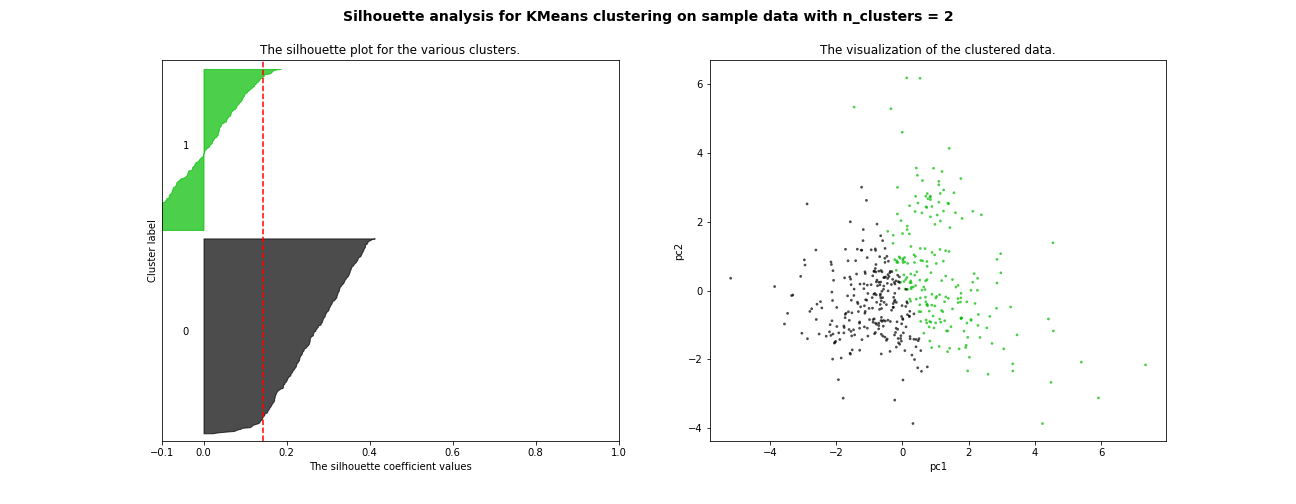 Silhouette analysis for KMeans clustering on sample data with n_clusters = 2
The silhouette plot for the various clusters.
Cluster label
1
0
−0.1 0.0 0.2 0.4 0.6 0.8 1.0
The silhouette coefficient values
The visualization of the clustered data.
pc2
6
4
2
0
−2
−4
−4 −2 0 2 4 6
pc1